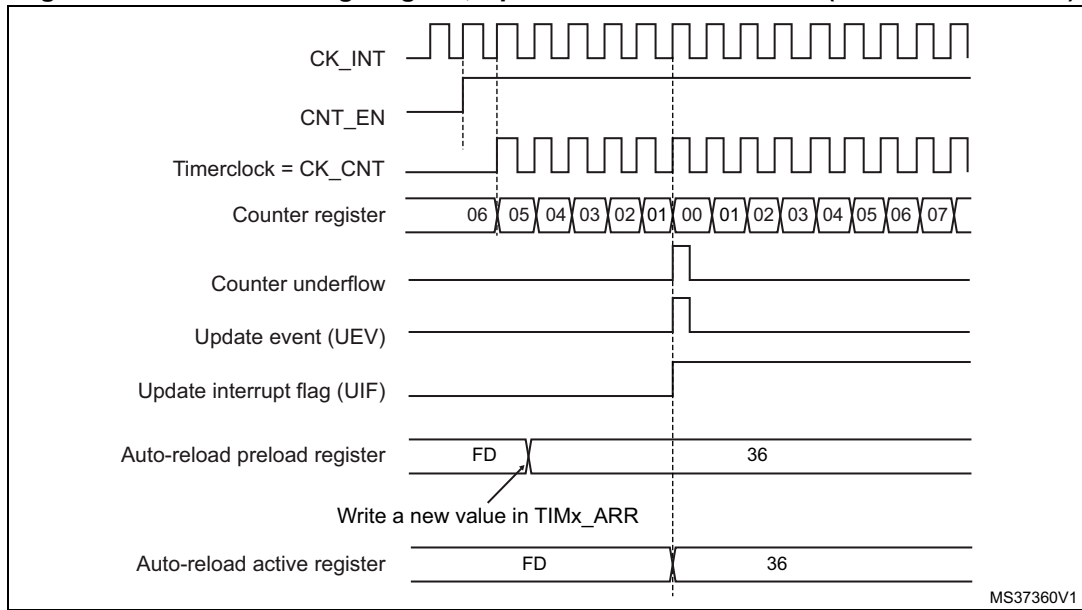 CK_INT
CNT_EN
Timerclock = CK_CNT
Counter register 06 05 04 03 02 01 00 01 02 03 04 05 06 07
Counter underflow
Update event (UEV)
Update interrupt flag (UIF)
Auto-reload preload register FD 36
Write a new value in TIMx_ARR
Auto-reload active register FD 36
MS37360V1